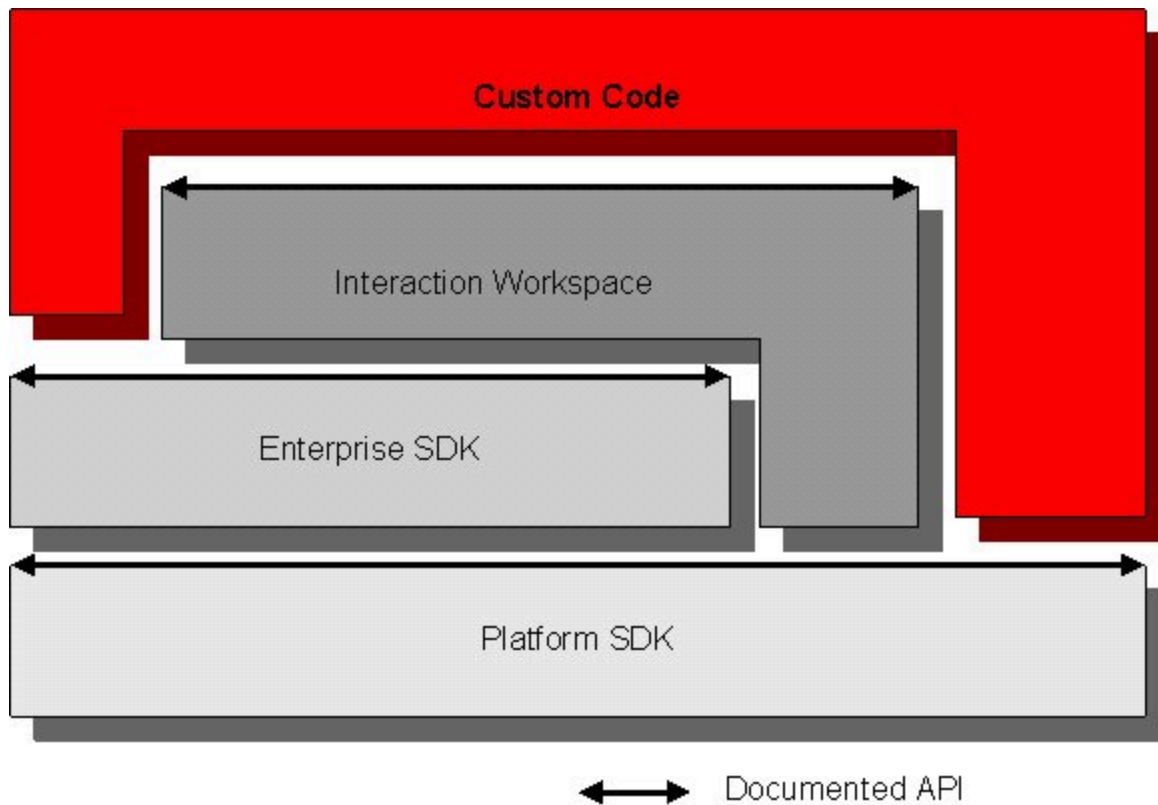 Custom Code
Interaction Workspace
Enterprise SDK
Platform SDK
Documented API